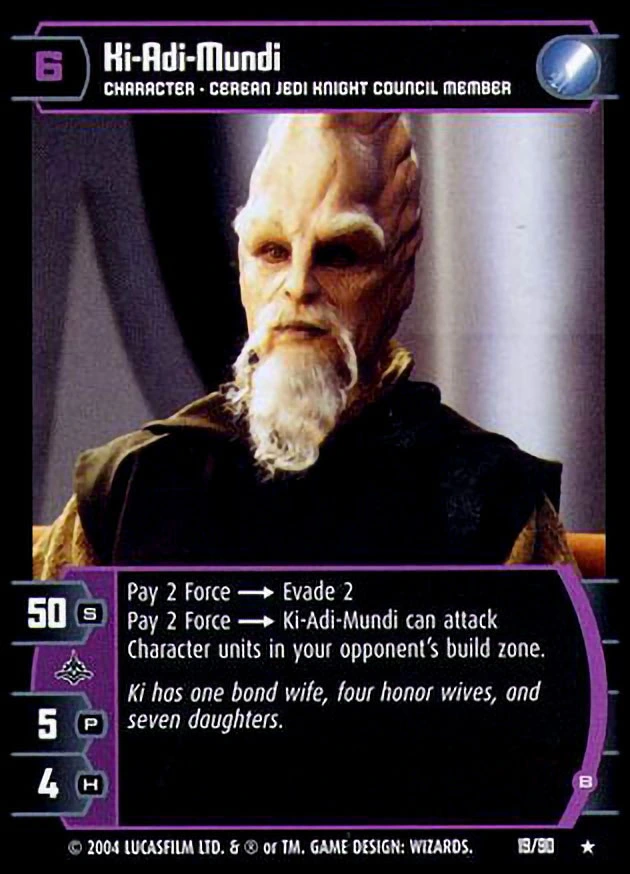 6
Ki-Adi-Mundi
CHARACTER · CEREAN JEDI KNIGHT COUNCIL MEMBER
50 S
Pay 2 Force → Evade 2
Pay 2 Force → Ki-Adi-Mundi can attack
Character units in your opponent's build zone.
5 P
Ki has one bond wife, four honor wives, and
seven daughters.
4 H
B
© 2004 LUCASFILM LTD. & ® or TM. GAME DESIGN: WIZARDS.
19/90 ★